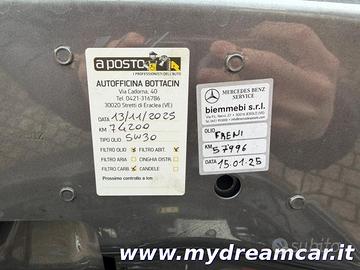 a posto
I PROFESSIONISTI DELL'AUTO
AUTOFFICINA BOTTACIN
Via Cadorna, 40
Tel. 0421-316786
30020 Stretti di Eraclea (VE)
DATA 13/11/2025
KM 74200
TIPO OLIO 5W30
FILTRO OLIO FILTRO ABIT.
FILTRO ARIA CINGHIA DISTR.
FILTRO CARB. CANDELE
Prossimo controllo a km
MERCEDES BENZ
SERVICE
biemmebi s.r.l.
OLIO FRENI
KM 57996
DATA 15.01.25
subito
www.mydreamcar.it